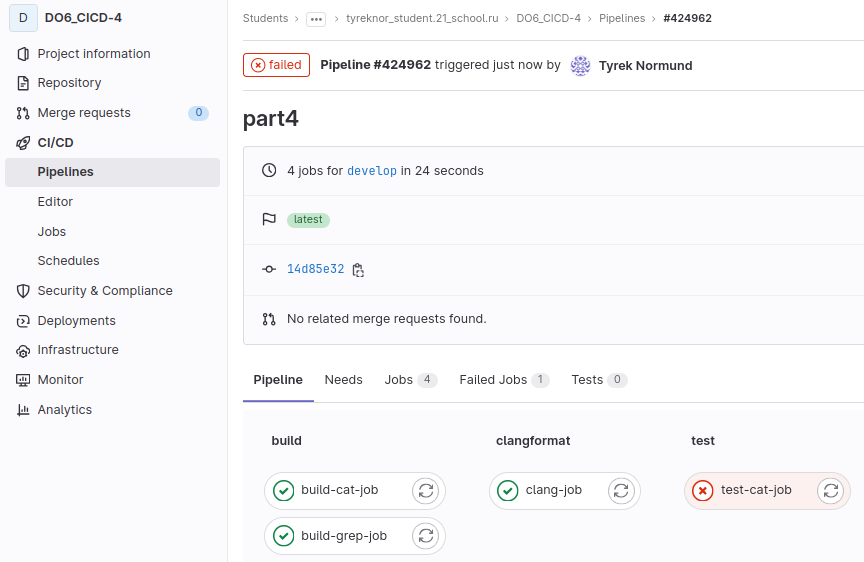 D DO6_CICD-4
Project information
Repository
Merge requests 0
CI/CD
Pipelines
Editor
Jobs
Schedules
Security & Compliance
Deployments
Infrastructure
Monitor
Analytics
Students > ... > tyreknor_student.21_school.ru > DO6_CICD-4 > Pipelines > #424962
failed Pipeline #424962 triggered just now by Tyrek Normund
part4
4 jobs for develop in 24 seconds
latest
14d85e32
No related merge requests found.
Pipeline Needs Jobs 4 Failed Jobs 1 Tests 0
build clangformat test
build-cat-job clang-job test-cat-job
build-grep-job